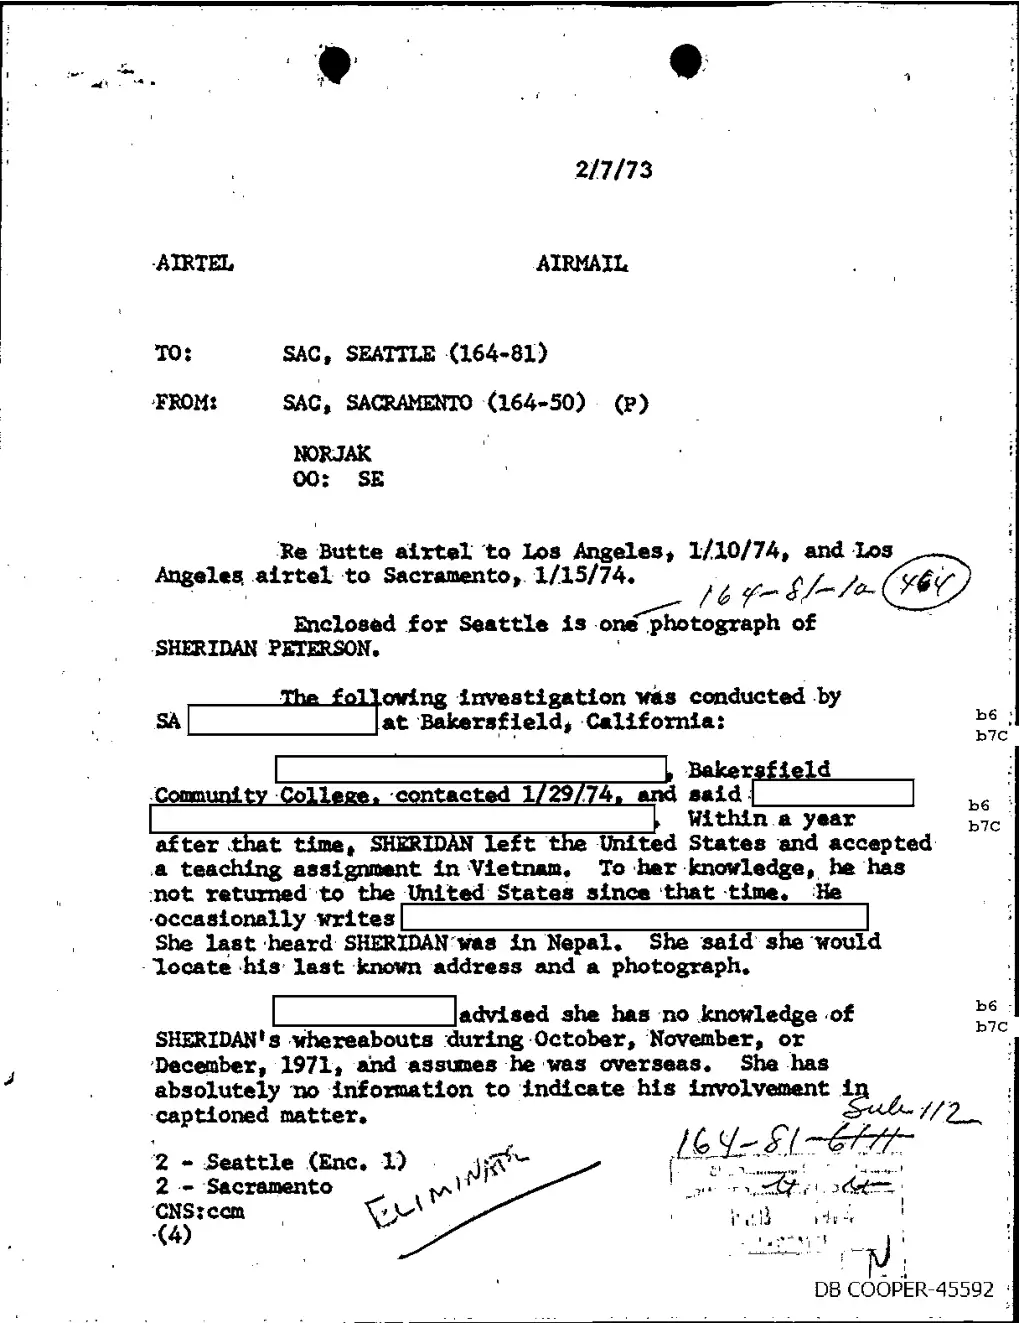 2/7/73
AIRTEL AIRMAIL
TO: SAC, SEATTLE (164-81)
FROM: SAC, SACRAMENTO (164-50) (P)
NORJAK
OO: SE
Re Butte airtel to Los Angeles, 1/10/74, and Los
Angeles airtel to Sacramento, 1/15/74.
164-81-1a 464
Enclosed for Seattle is one photograph of
SHERIDAN PETERSON.
The following investigation was conducted by
SA at Bakersfield, California:
b6
b7C
, Bakersfield
Community College, contacted 1/29/74, and said
. Within a year
b6
b7C
after that time, SHERIDAN left the United States and accepted
a teaching assignment in Vietnam. To her knowledge, he has
not returned to the United States since that time. He
occasionally writes
She last heard SHERIDAN was in Nepal. She said she would
locate his last known address and a photograph.
advised she has no knowledge of
b6
b7C
SHERIDAN's whereabouts during October, November, or
December, 1971, and assumes he was overseas. She has
absolutely no information to indicate his involvement in
captioned matter.
Sub 112
164-81-
2 - Seattle (Enc. 1)
2 - Sacramento
CNS:ccm
(4)
ELIMINATE
N
DB COOPER-45592